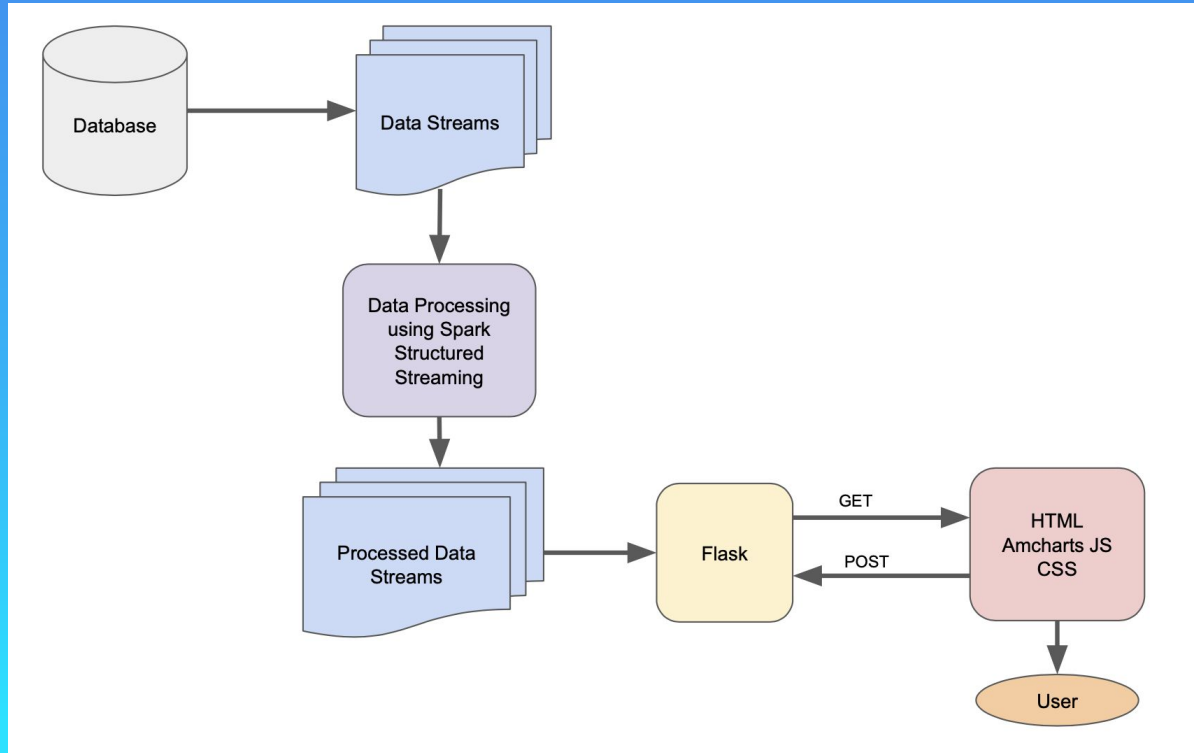 Database
Data Streams
Data Processing
using Spark
Structured
Streaming
Processed Data
Streams
Flask
GET
POST
HTML
Amcharts JS
CSS
User